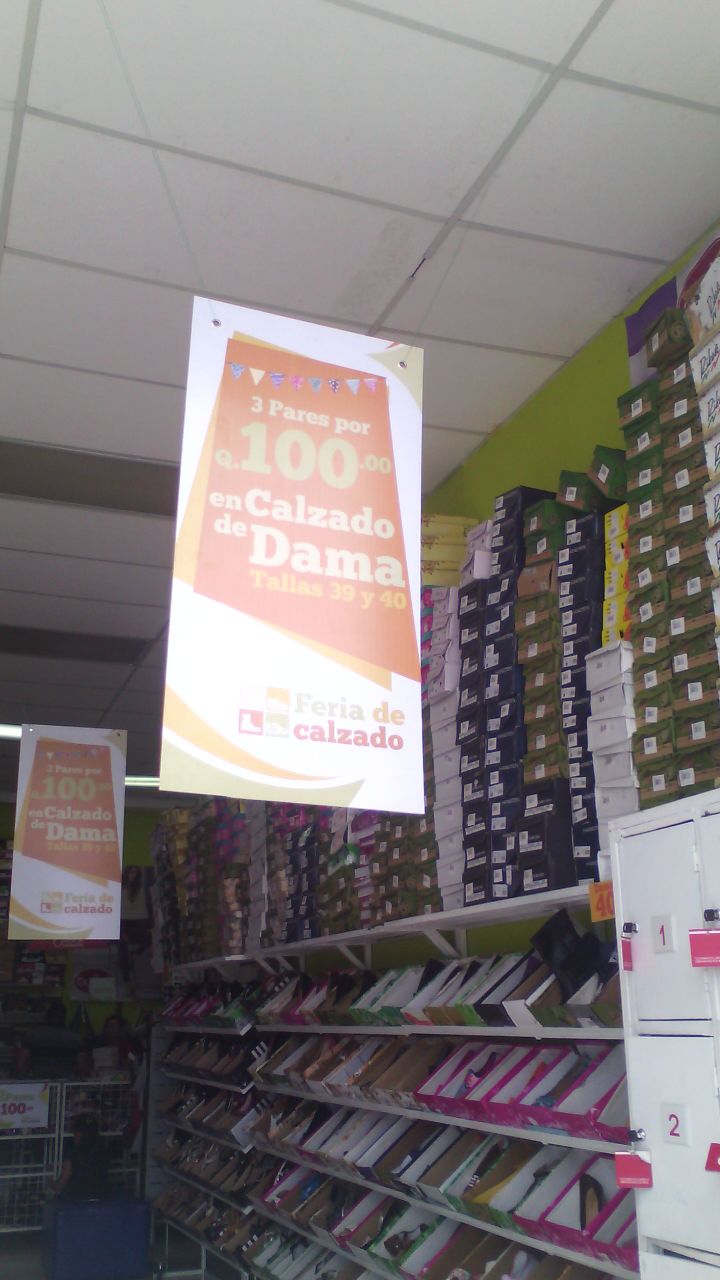 3 Pares por
Q.100.00
en Calzado
de Dama
Tallas 39 y 40
Feria de
calzado
3 Pares por
Q.100.00
en Calzado
de Dama
Tallas 39 y 40
Feria de
calzado
40
1
2
100